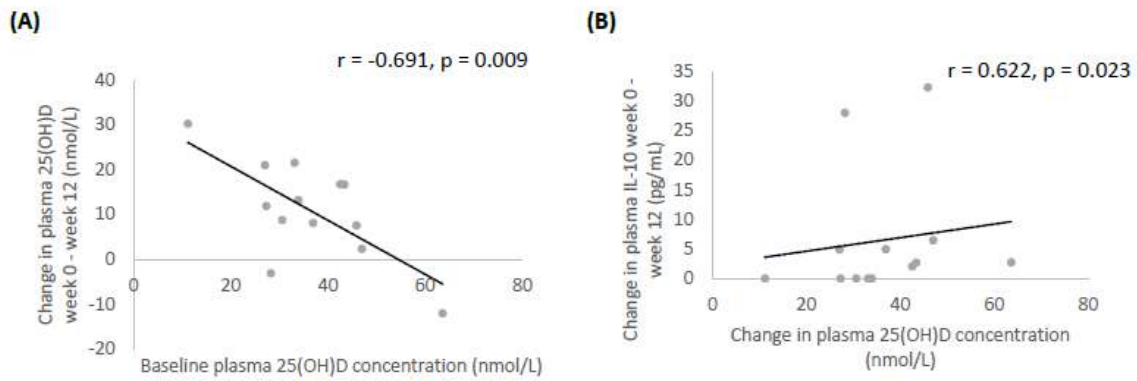 (A)
r = -0.691, p = 0.009
Change in plasma 25(OH)D
week 0 - week 12 (nmol/L)
40
30
20
10
0
-10
-20
0
20
40
60
80
Baseline plasma 25(OH)D concentration (nmol/L)
(B)
r = 0.622, p = 0.023
Change in plasma IL-10 week 0 -
week 12 (pg/mL)
35
30
25
20
15
10
5
0
0
20
40
60
80
Change in plasma 25(OH)D concentration
(nmol/L)